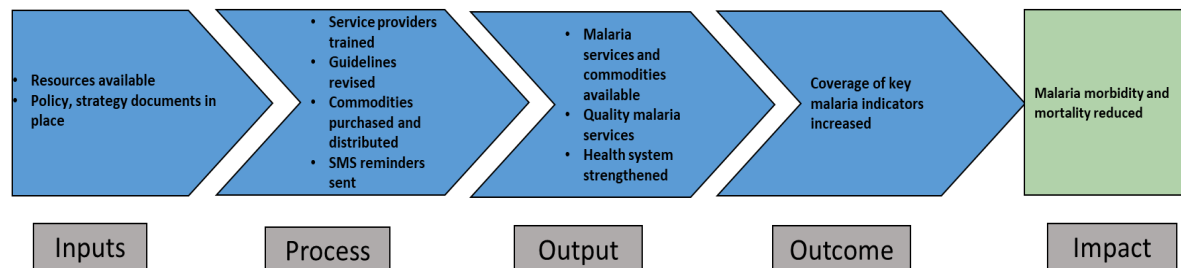 • Resources available
• Policy, strategy documents in
place
• Service providers
trained
• Guidelines
revised
• Commodities
purchased and
distributed
• SMS reminders
sent
• Malaria
services and
commodities
available
• Quality malaria
services
• Health system
strengthened
Coverage of key
malaria indicators
increased
Malaria morbidity and
mortality reduced
Inputs
Process
Output
Outcome
Impact